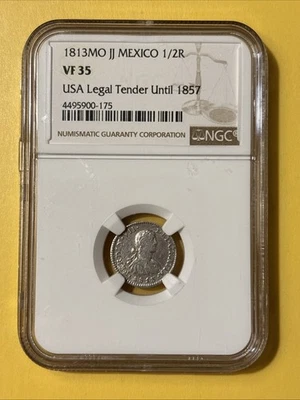 1813MO JJ MEXICO 1/2R
VF 35
USA Legal Tender Until 1857
4495900-175
NUMISMATIC GUARANTY CORPORATION
NGC